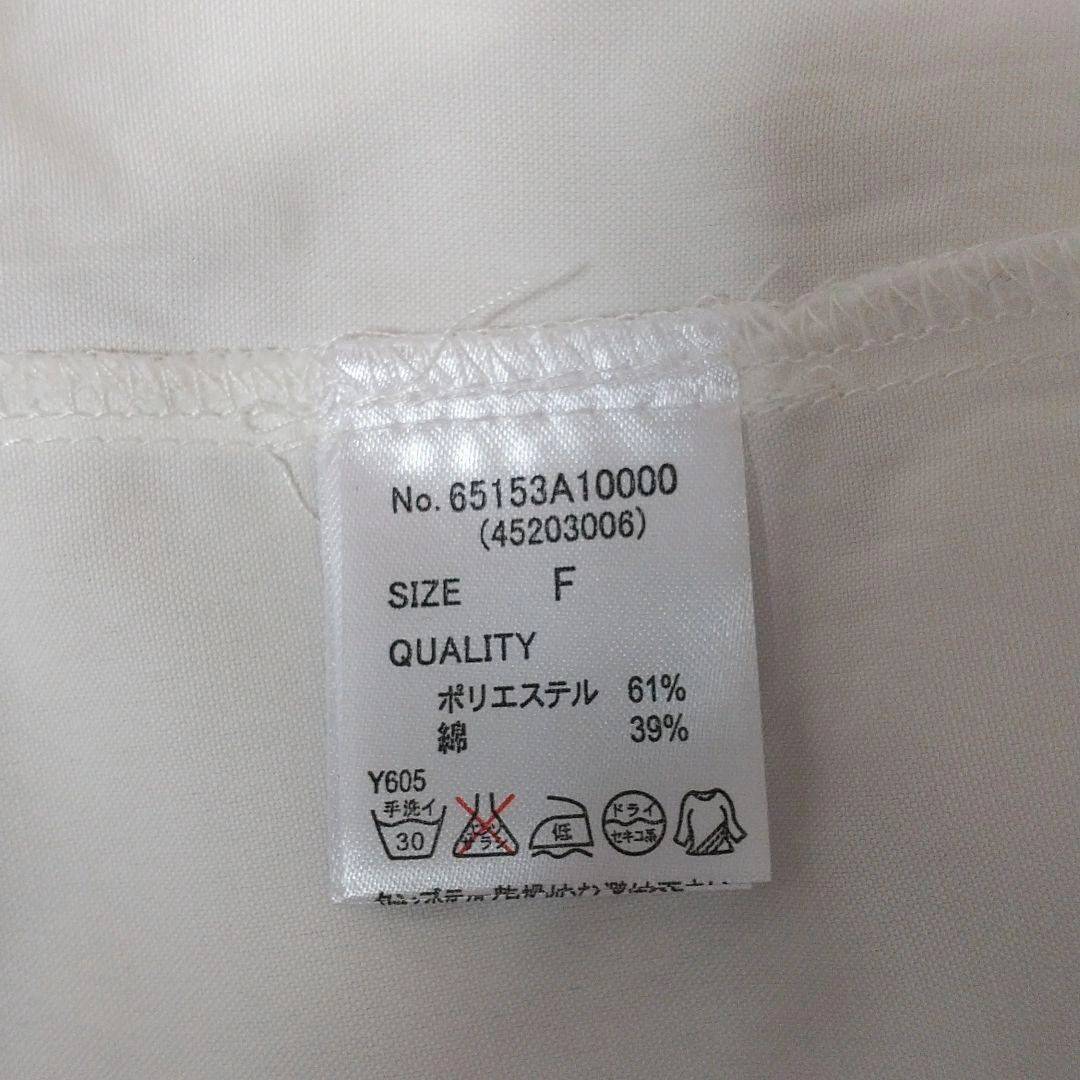 No. 65153A10000
(45203006)
SIZE F
QUALITY
ポリエステル 61%
綿 39%
Y605
手洗イ
30
低
ドライ
セキユ系